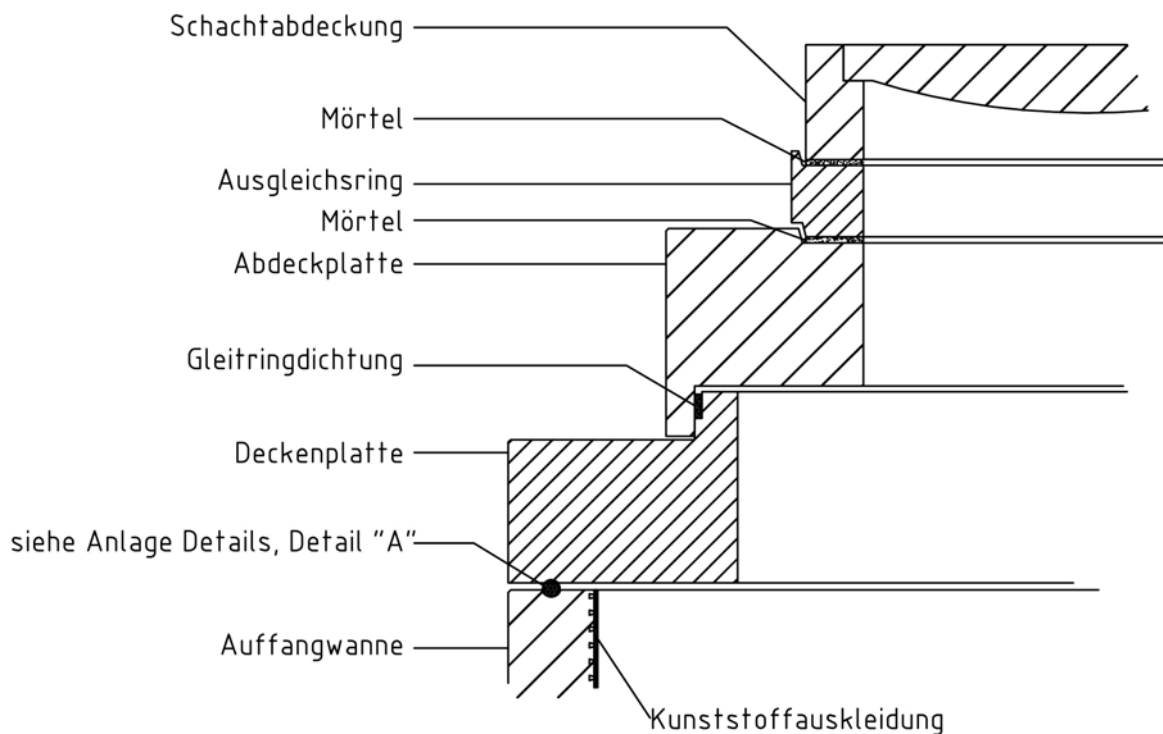 Schachtabdeckung
Mörtel
Ausgleichsring
Mörtel
Abdeckplatte
Gleitringdichtung
Deckenplatte
siehe Anlage Details, Detail "A"
Auffangwanne
Kunststoffauskleidung